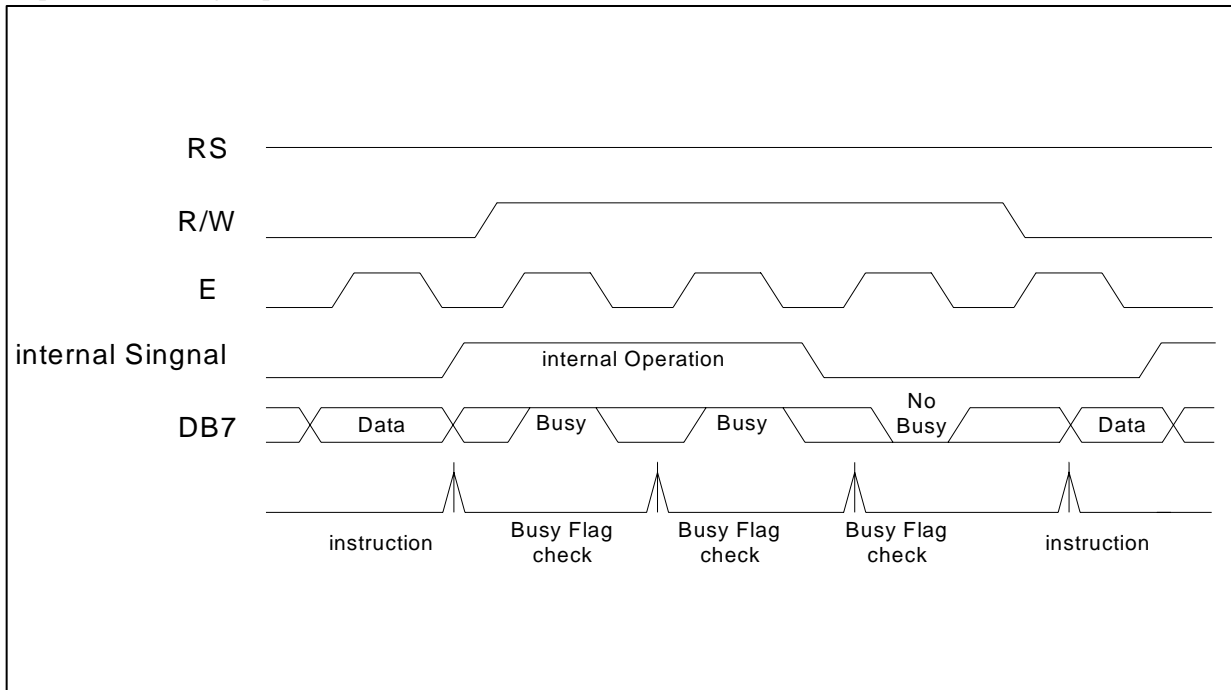 RS
R/W
E
internal Singnal
internal Operation
DB7
Data
Busy
Busy
No
Busy
Data
instruction
Busy Flag
check
Busy Flag
check
Busy Flag
check
instruction